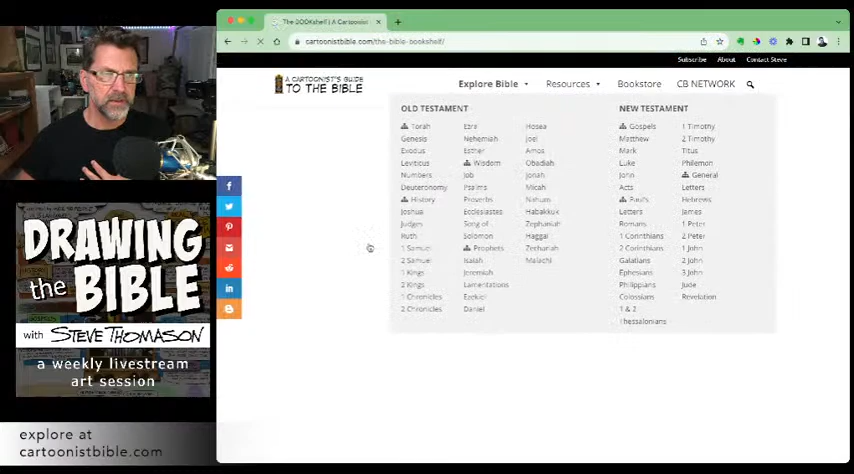 The BOOKshelf | A Cartoonist
cartoonistbible.com/the-bible-bookshelf/
Subscribe About Contact Steve
A CARTOONIST'S GUIDE
TO THE BIBLE
Explore Bible Resources Bookstore CB NETWORK
OLD TESTAMENT
Torah
Genesis
Exodus
Leviticus
Numbers
Deuteronomy
History
Joshua
Judges
Ruth
1 Samuel
2 Samuel
1 Kings
2 Kings
1 Chronicles
2 Chronicles
Ezra
Nehemiah
Esther
Wisdom
Job
Psalms
Proverbs
Ecclesiastes
Song of
Solomon
Prophets
Isaiah
Jeremiah
Lamentations
Ezekiel
Daniel
Hosea
Joel
Amos
Obadiah
Jonah
Micah
Nahum
Habakkuk
Zephaniah
Haggai
Zechariah
Malachi
NEW TESTAMENT
Gospels
Matthew
Mark
Luke
John
Acts
Paul's
Letters
Romans
1 Corinthians
2 Corinthians
Galatians
Ephesians
Philippians
Colossians
1 & 2
Thessalonians
1 Timothy
2 Timothy
Titus
Philemon
General
Letters
Hebrews
James
1 Peter
2 Peter
1 John
2 John
3 John
Jude
Revelation
DRAWING
the BIBLE
with STEVE THOMASON
a weekly livestream
art session
explore at
cartoonistbible.com